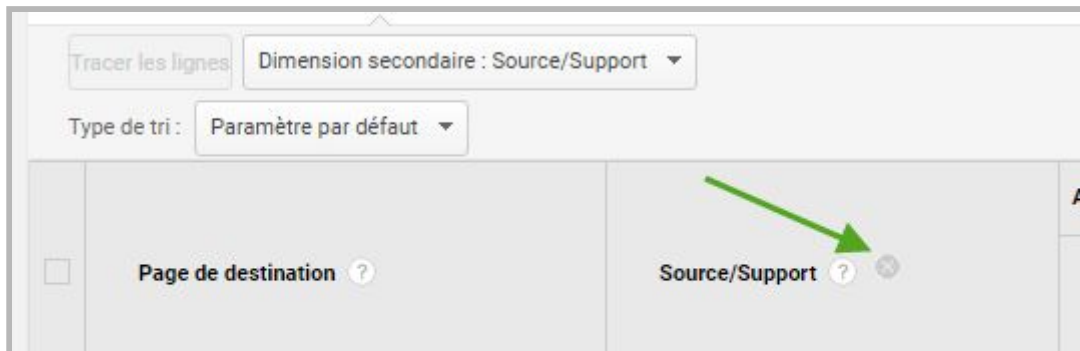 Tracer les lignes Dimension secondaire : Source/Support
Type de tri : Paramètre par défaut
Page de destination ? Source/Support ?
A